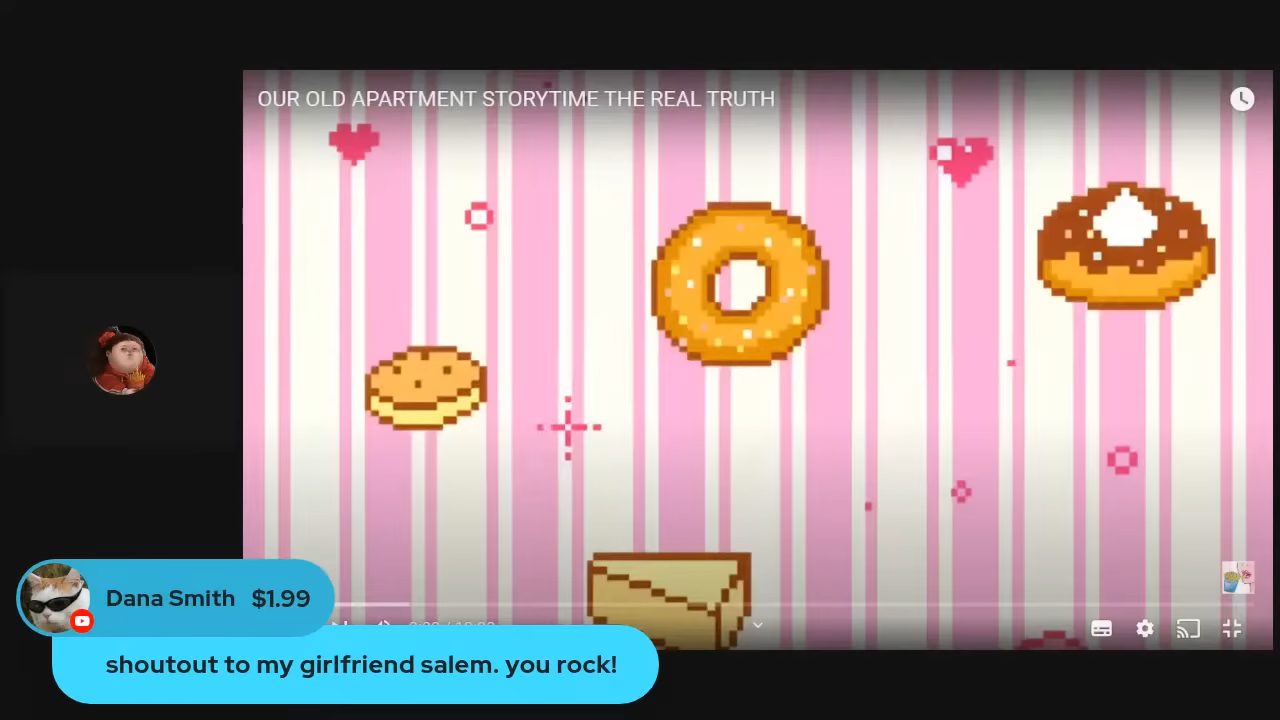 OUR OLD APARTMENT STORYTIME THE REAL TRUTH
Dana Smith $1.99
shoutout to my girlfriend salem. you rock!